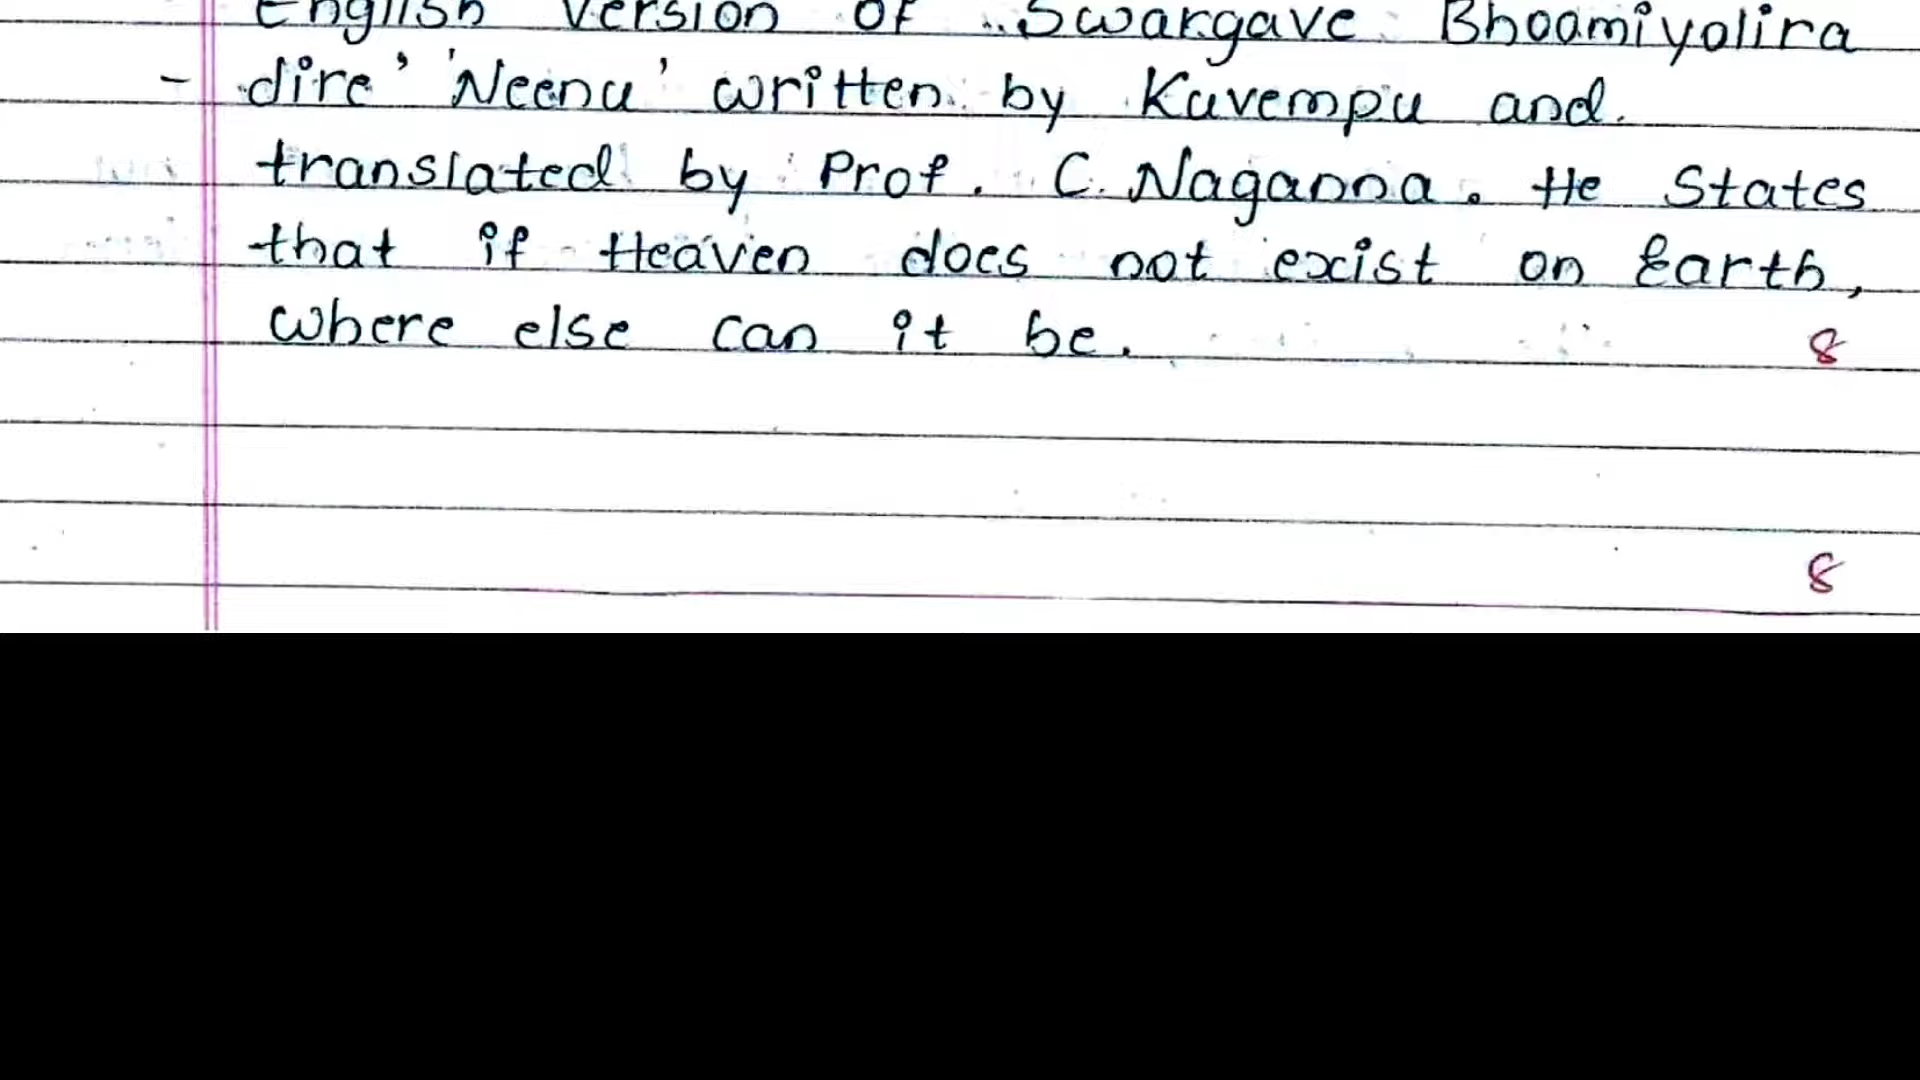 English version of Swargave Bhoomiyolira
- dire' 'Neenu' written by Kuvempu and.
translated by Prof. C. Naganna. He States
that if Heaven does not exist on Earth,
where else can it be.
8
8